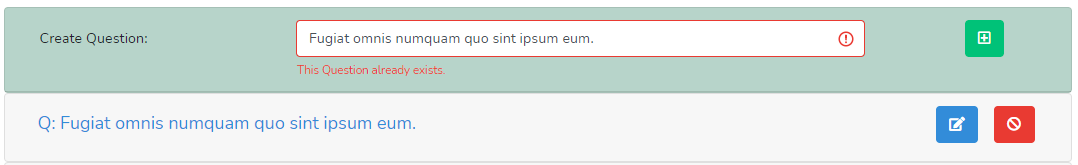 Create Question:
Fugiat omnis numquam quo sint ipsum eum.
This Question already exists.
Q: Fugiat omnis numquam quo sint ipsum eum.